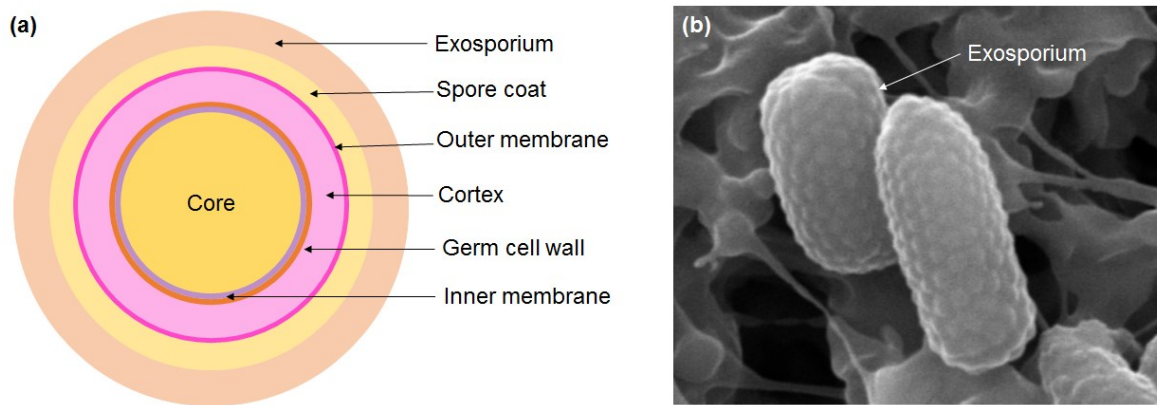 (a)
Exosporium
Spore coat
Outer membrane
Cortex
Core
Germ cell wall
Inner membrane
(b)
Exosporium